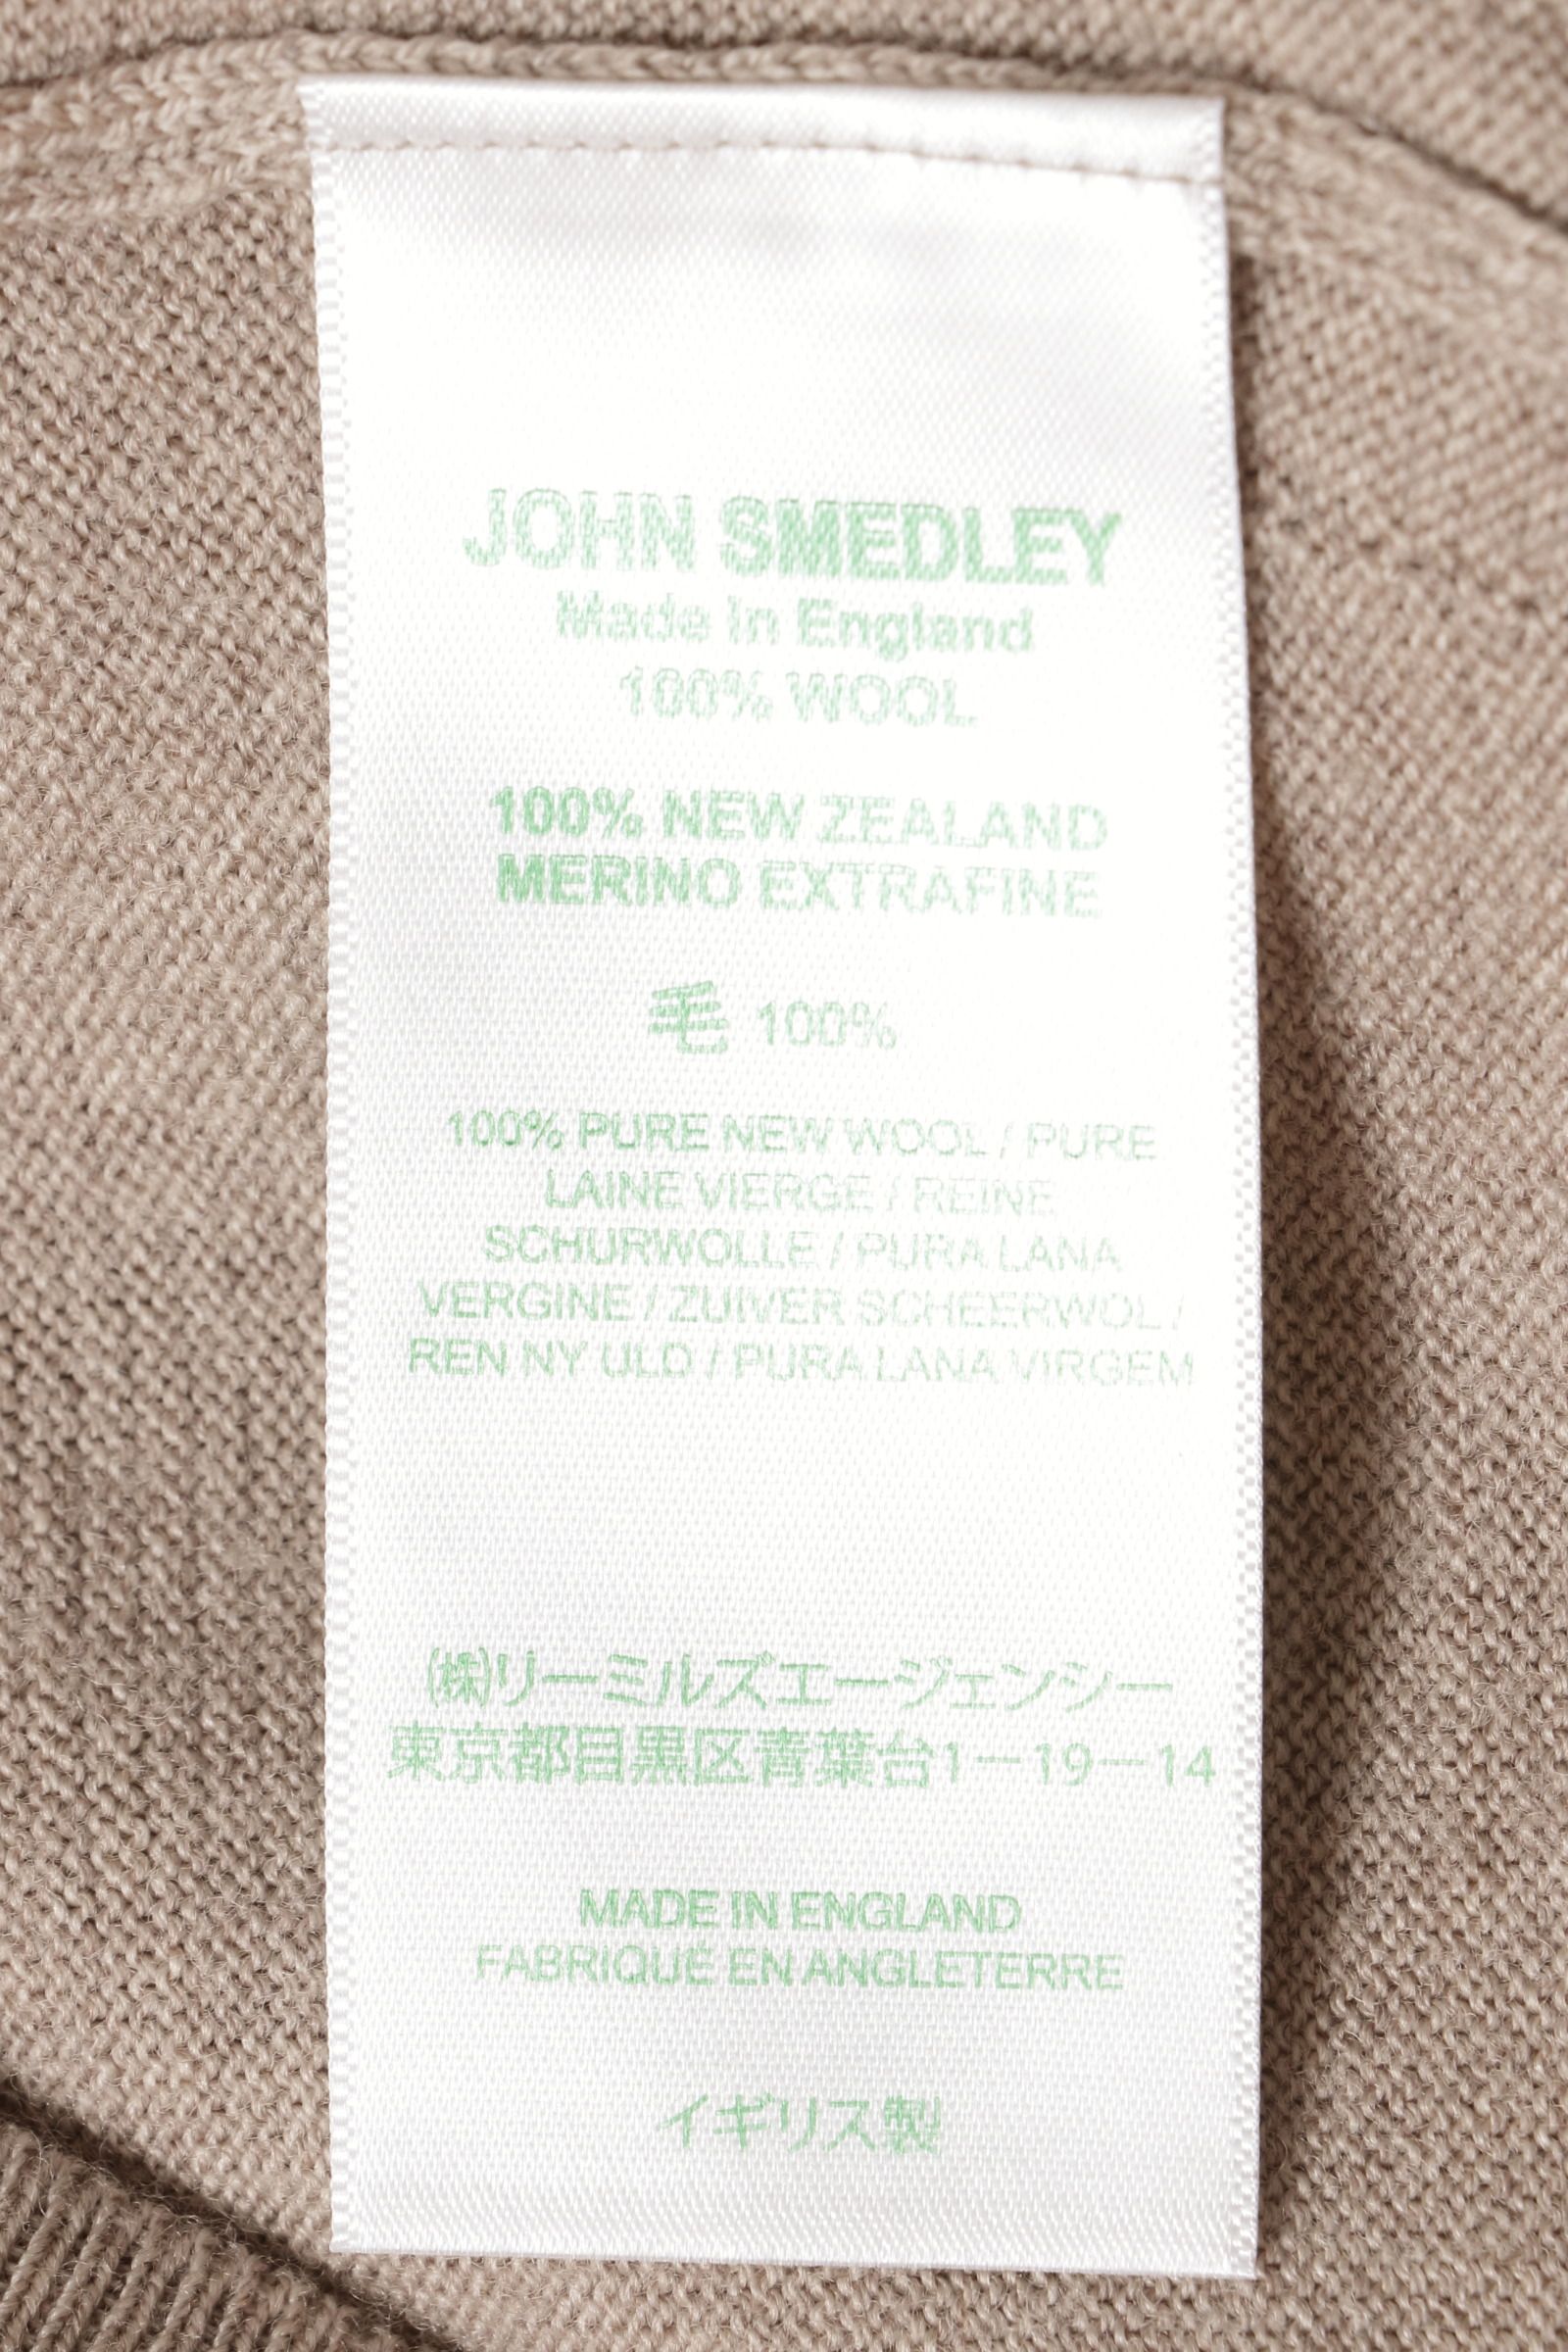 JOHN SMEDLEY
Made in England
100% WOOL
100% NEW ZEALAND
MERINO EXTRAFINE
毛 100%
100% PURE NEW WOOL / PURE
LAINE VIERGE / REINE
SCHURWOLLE / PURA LANA
VERGINE / ZUIVER SCHEERWOL /
REN NY ULD / PURA LANA VIRGEM
(株)リーミルズエージェンシー
東京都目黒区青葉台1－19－14
MADE IN ENGLAND
FABRIQUÉ EN ANGLETERRE
イギリス製